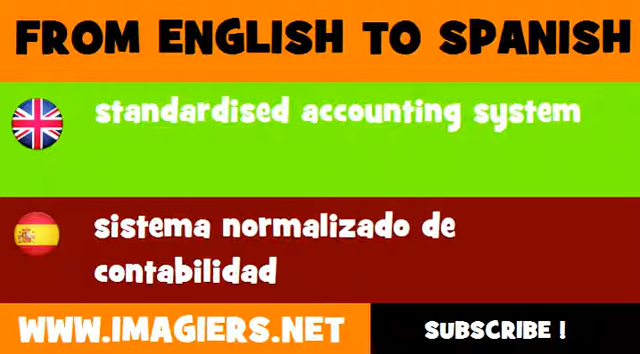 FROM ENGLISH TO SPANISH
standardised accounting system
sistema normalizado de
contabilidad
WWW.IMAGIERS.NET
SUBSCRIBE !